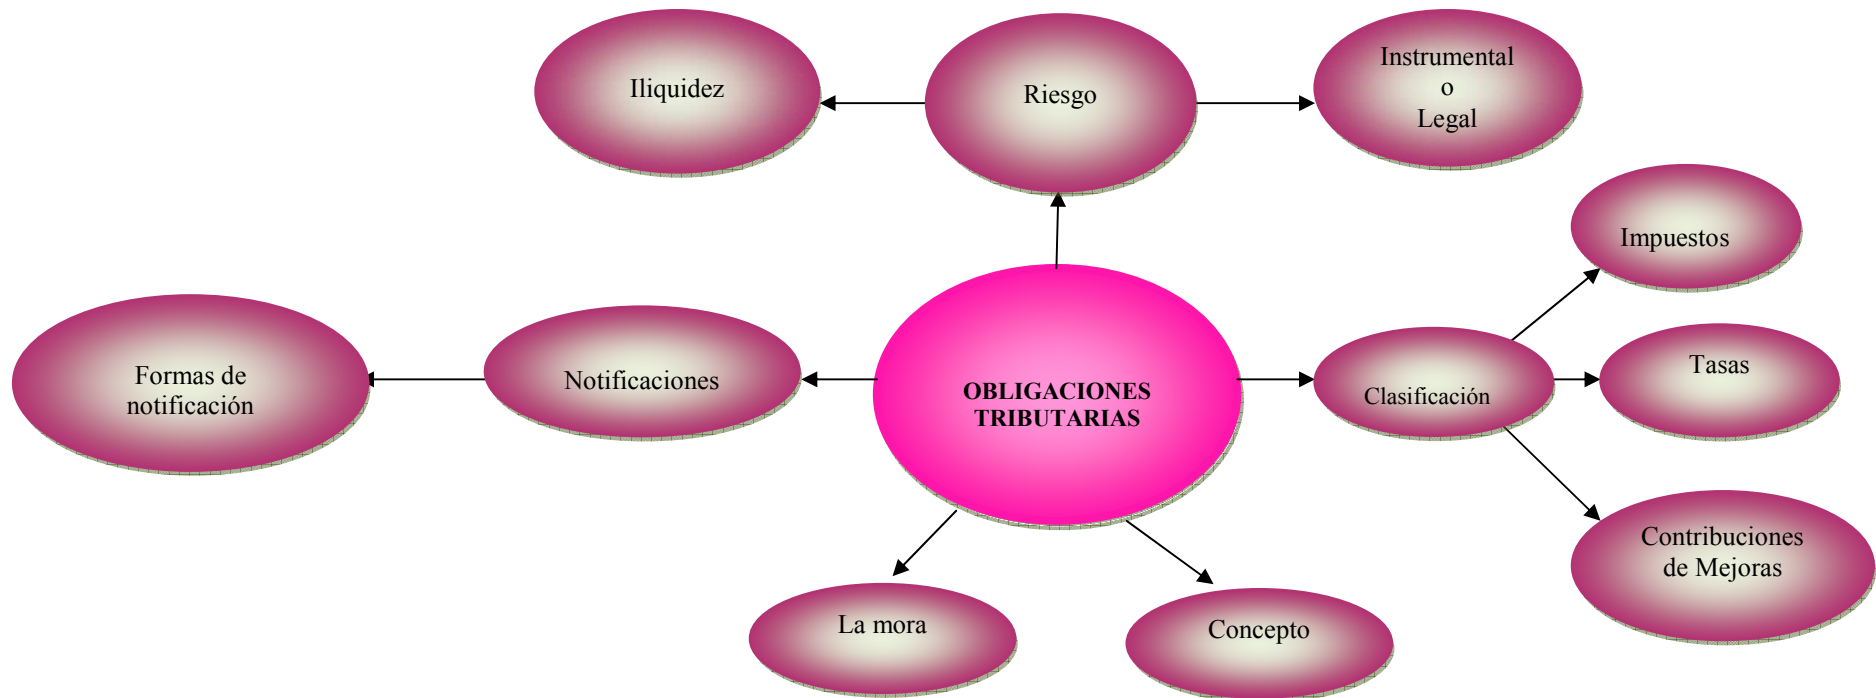 Iliquidez
Riesgo
Instrumental
o
Legal
Impuestos
Formas de
notificación
Notificaciones
OBLIGACIONES
TRIBUTARIAS
Clasificación
Tasas
Contribuciones
de Mejoras
La mora
Concepto